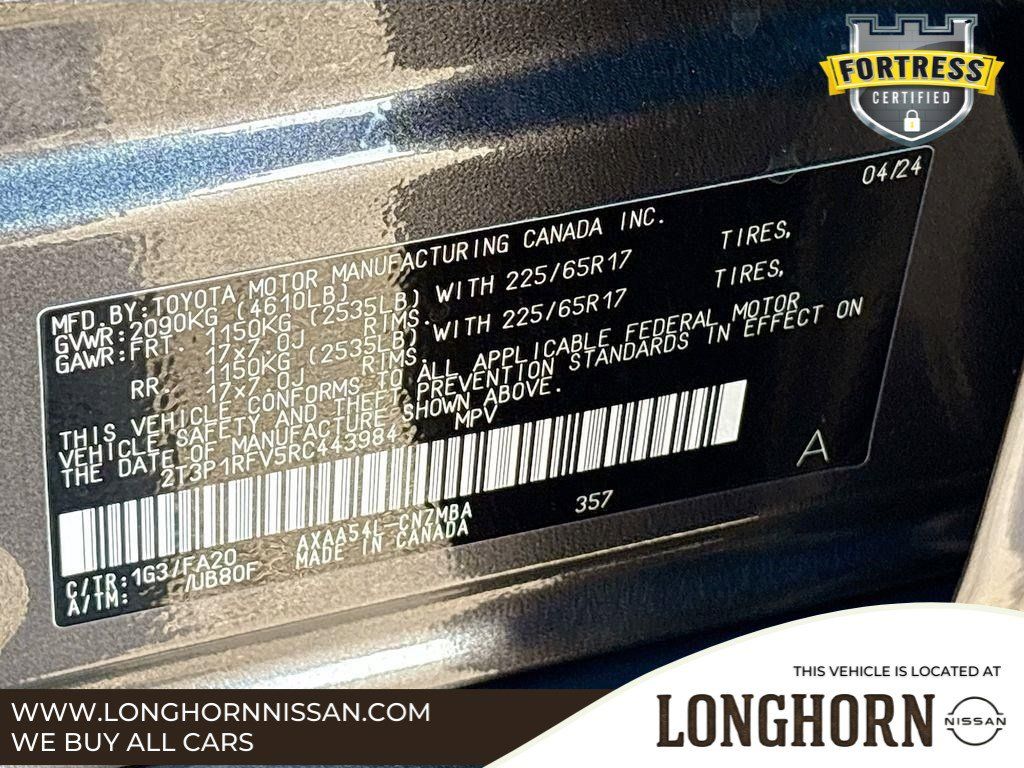 FORTRESS
CERTIFIED
04/24
MFD.BY:TOYOTA MOTOR MANUFACTURING CANADA INC.
GVWR:2090KG (4610LB)
GAWR:FRT. 1150KG (2535LB) WITH 225/65R17 TIRES,
17x7.0J RIMS.
RR. 1150KG (2535LB) WITH 225/65R17 TIRES,
17x7.0J RIMS.
THIS VEHICLE CONFORMS TO ALL APPLICABLE FEDERAL MOTOR
VEHICLE SAFETY AND THEFT PREVENTION STANDARDS IN EFFECT ON
THE DATE OF MANUFACTURE SHOWN ABOVE.
2T3P1RFV5RC443984 MPV
A
C/TR:1G3/FA20 AXAA54L-CNZMBA 357
A/TM: /UB80F MADE IN CANADA
THIS VEHICLE IS LOCATED AT
LONGHORN NISSAN
WWW.LONGHORNNISSAN.COM
WE BUY ALL CARS